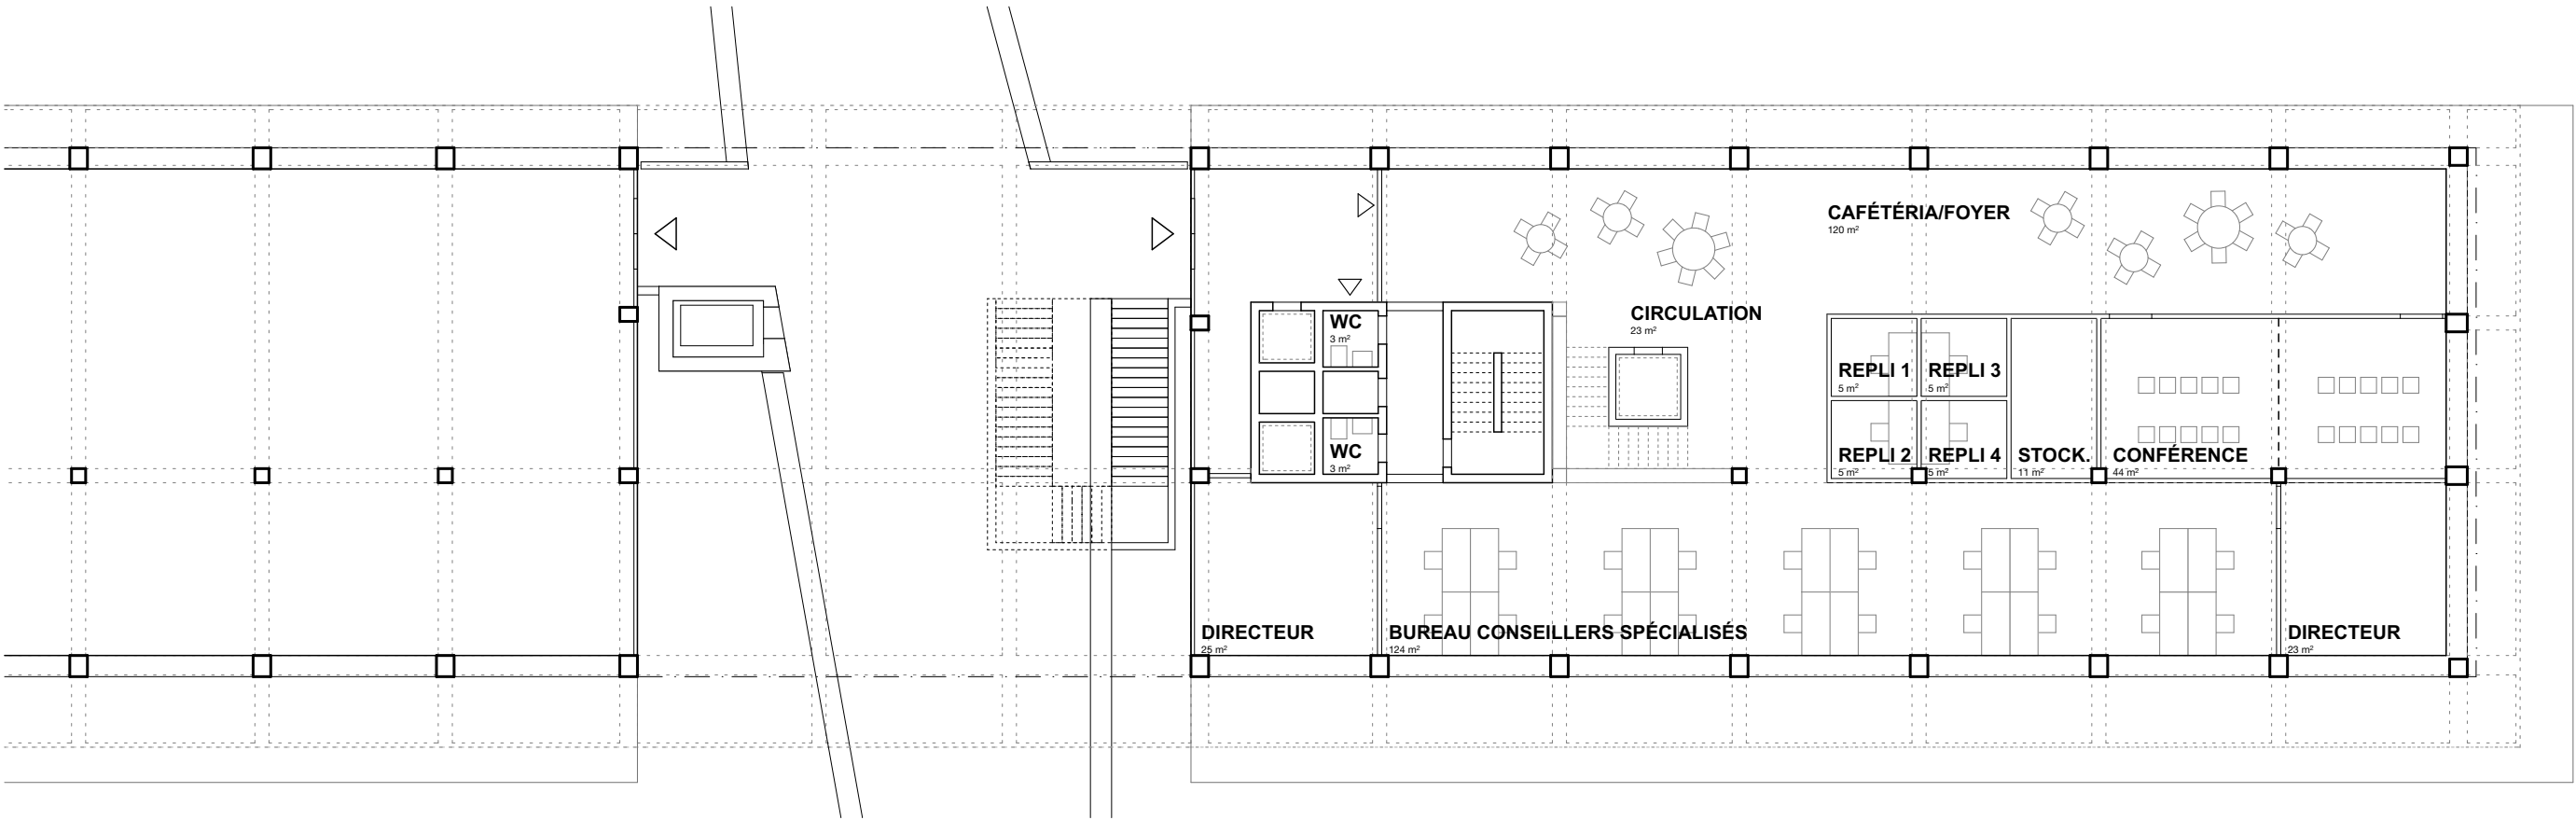 CAFÉTÉRIA/FOYER
120 m²
CIRCULATION
23 m²
WC
3 m²
WC
3 m²
REPLI 1
5 m²
REPLI 3
5 m²
REPLI 2
5 m²
REPLI 4
5 m²
STOCK.
11 m²
CONFÉRENCE
44 m²
DIRECTEUR
25 m²
BUREAU CONSEILLERS SPÉCIALISÉS
124 m²
DIRECTEUR
23 m²